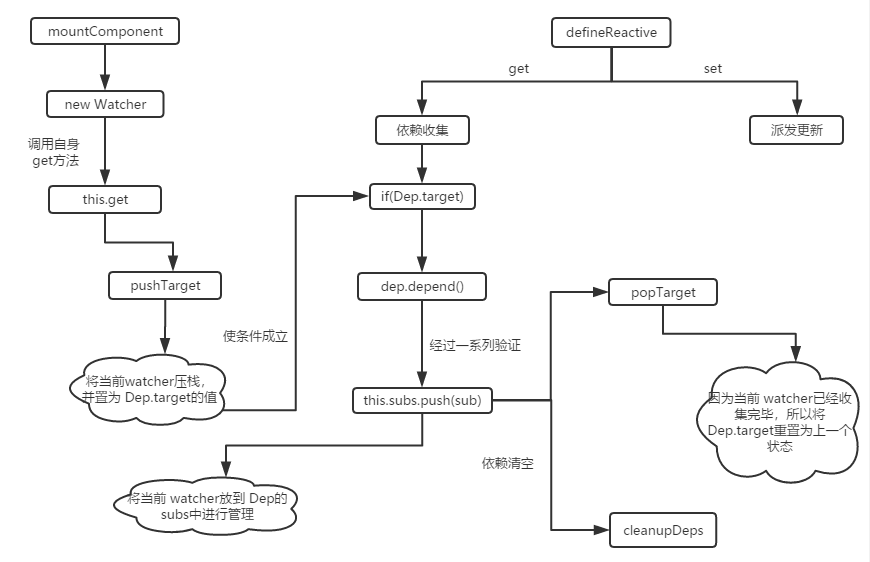 mountComponent
new Watcher
调用自身
get方法
this.get
pushTarget
将当前watcher压栈，
并置为 Dep.target的值
使条件成立
defineReactive
get
set
依赖收集
派发更新
if(Dep.target)
dep.depend()
经过一系列验证
this.subs.push(sub)
将当前 watcher放到 Dep的
subs中进行管理
依赖清空
popTarget
因为当前 watcher已经收
集完毕，所以将
Dep.target重置为上一个
状态
cleanupDeps